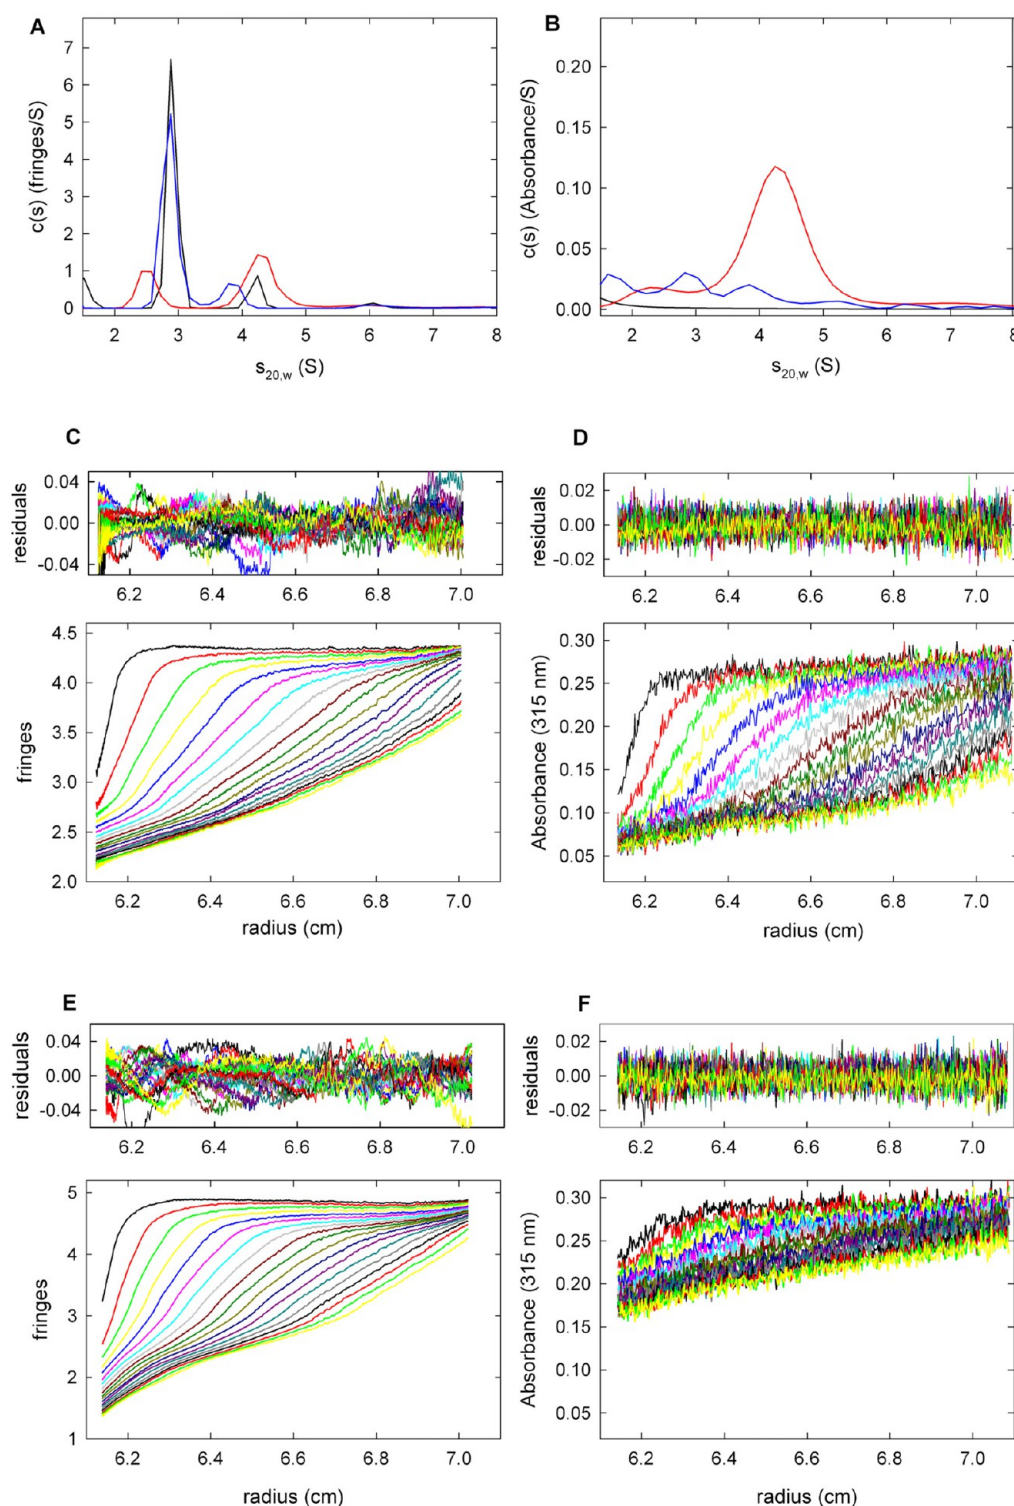 A
B
7
6
5
4
3
2
1
0
c(s) (fringes/S)
2 3 4 5 6 7 8
s20,w (S)
0.20
0.15
0.10
0.05
0.00
c(s) (Absorbance/S)
2 3 4 5 6 7 8
s20,w (S)
C
D
0.04
0.00
-0.04
residuals
6.2 6.4 6.6 6.8 7.0
0.02
0.00
-0.02
residuals
6.2 6.4 6.6 6.8 7.0
4.5
4.0
3.5
3.0
2.5
2.0
fringes
6.2 6.4 6.6 6.8 7.0
radius (cm)
0.30
0.25
0.20
0.15
0.10
0.05
Absorbance (315 nm)
6.2 6.4 6.6 6.8 7.0
radius (cm)
E
F
0.04
0.00
-0.04
residuals
6.2 6.4 6.6 6.8 7.0
0.02
0.00
-0.02
residuals
6.2 6.4 6.6 6.8 7.0
5
4
3
2
1
fringes
6.2 6.4 6.6 6.8 7.0
radius (cm)
0.30
0.25
0.20
0.15
0.10
0.05
Absorbance (315 nm)
6.2 6.4 6.6 6.8 7.0
radius (cm)